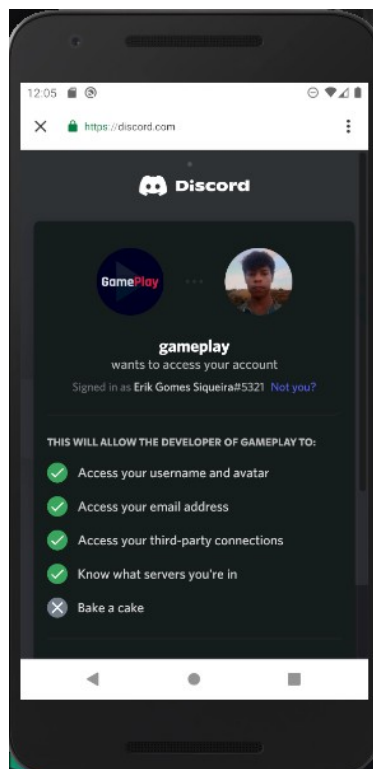 12:05
https://discord.com
Discord
GamePlay
gameplay
wants to access your account
Signed in as Erik Gomes Siqueira#5321 Not you?
THIS WILL ALLOW THE DEVELOPER OF GAMEPLAY TO:
Access your username and avatar
Access your email address
Access your third-party connections
Know what servers you're in
Bake a cake